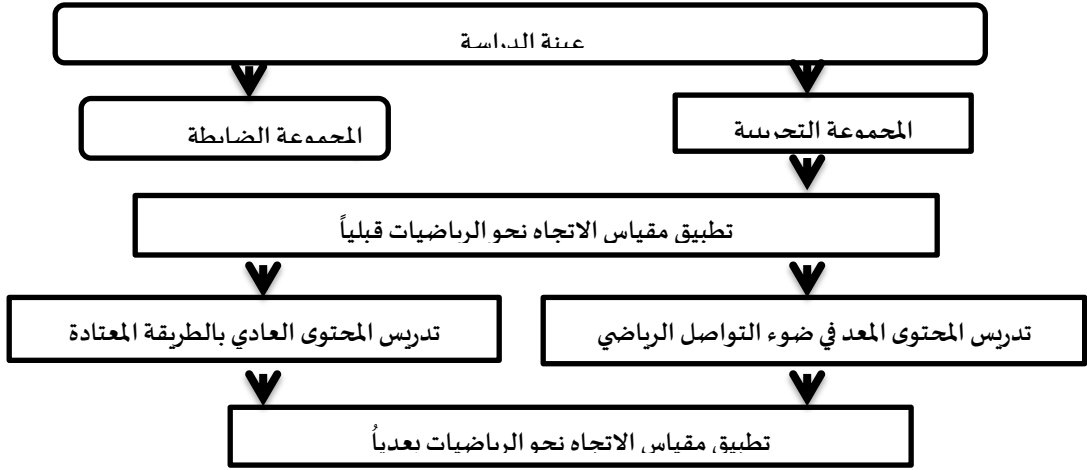 عينة الدراسة
المجموعة التجريبية
المجموعة الضابطة
تطبيق مقياس الاتجاه نحو الرياضيات قبلياً
تدريس المحتوى المعد في ضوء التواصل الرياضي
تدريس المحتوى العادي بالطريقة المعتادة
تطبيق مقياس الاتجاه نحو الرياضيات بعدياُ